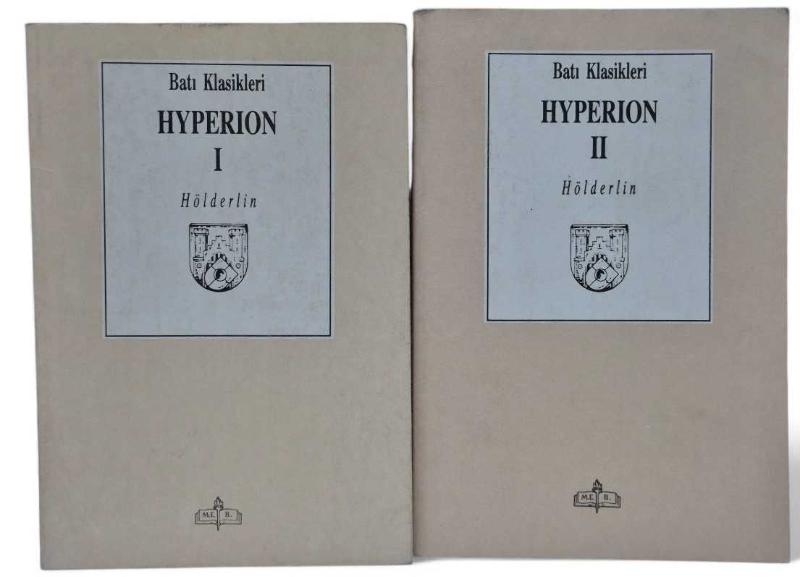 Batı Klasikleri
HYPERION
I
Hölderlin
M.E. B.
Batı Klasikleri
HYPERION
II
Hölderlin
M.E. B.